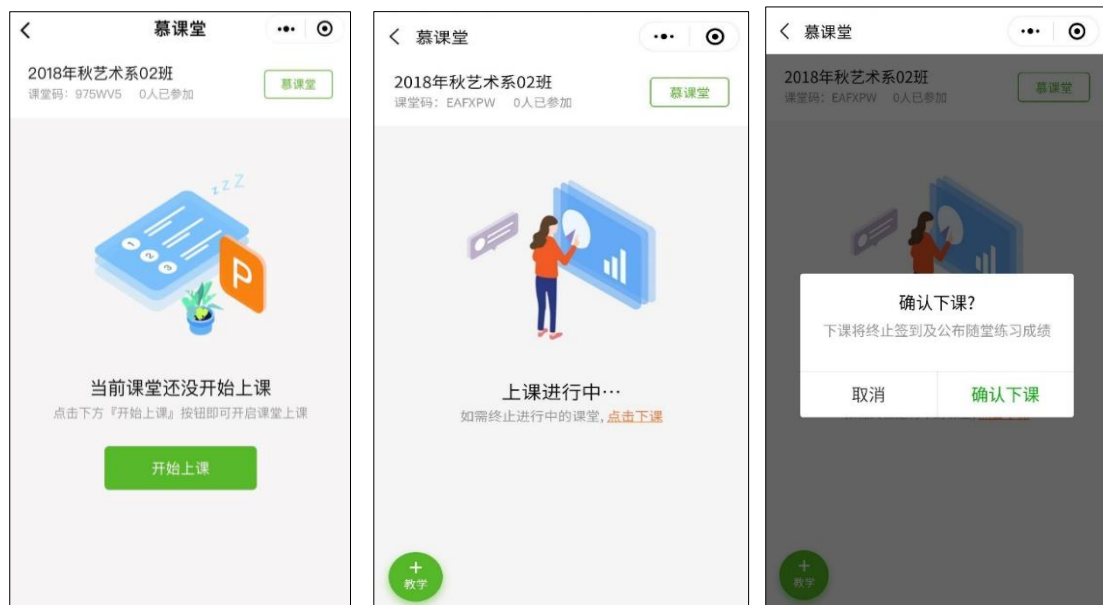 慕课堂
2018年秋艺术系02班
慕课堂
课堂码：975WV5 0人已参加
zZZ
1
2
3
P
当前课堂还没开始上课
点击下方『开始上课』按钮即可开启课堂上课
开始上课
慕课堂
2018年秋艺术系02班
慕课堂
课堂码：EAFXPW 0人已参加
上课进行中…
如需终止进行中的课堂,点击下课
+
教学
慕课堂
2018年秋艺术系02班
慕课堂
课堂码：EAFXPW 0人已参加
确认下课?
下课将终止签到及公布随堂练习成绩
取消 确认下课
+
教学